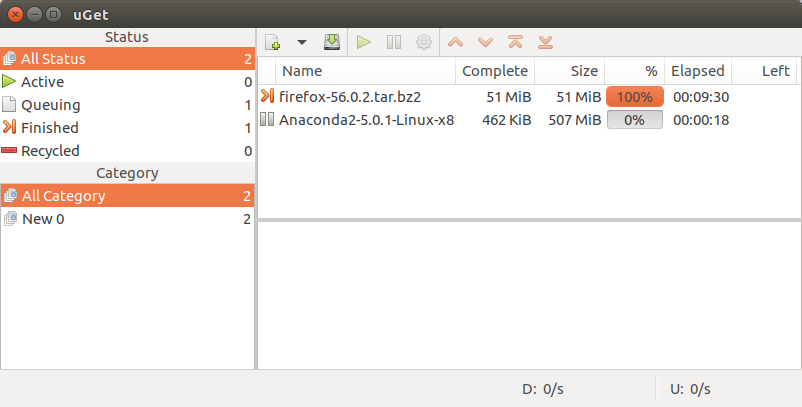 uGet
Status
All Status 2
Active 0
Queuing 1
Finished 1
Recycled 0
Category
All Category 2
New 0 2
Name Complete Size % Elapsed Left
firefox-56.0.2.tar.bz2 51 MiB 51 MiB 100% 00:09:30
Anaconda2-5.0.1-Linux-x8 462 KiB 507 MiB 0% 00:00:18
D: 0/s U: 0/s